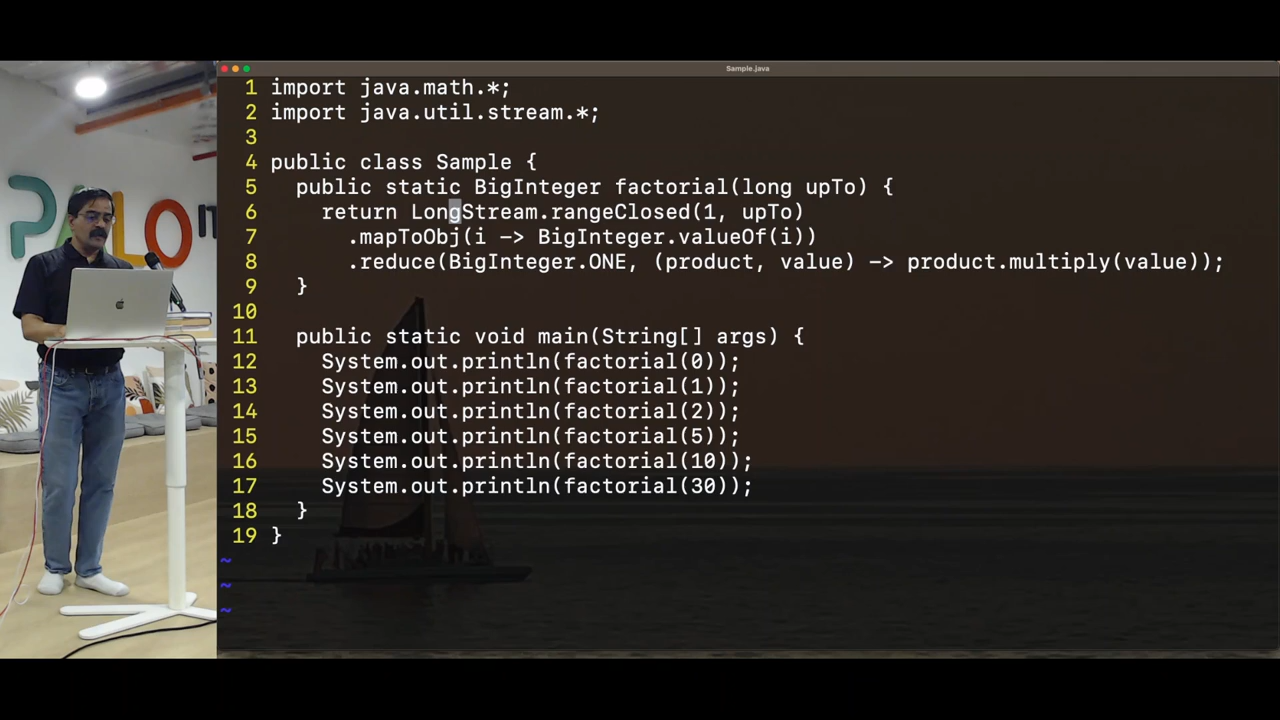 PALO
Sample.java
1 import java.math.*;
2 import java.util.stream.*;
3
4 public class Sample {
5   public static BigInteger factorial(long upTo) {
6     return LongStream.rangeClosed(1, upTo)
7       .mapToObj(i -> BigInteger.valueOf(i))
8       .reduce(BigInteger.ONE, (product, value) -> product.multiply(value));
9   }
10
11   public static void main(String[] args) {
12     System.out.println(factorial(0));
13     System.out.println(factorial(1));
14     System.out.println(factorial(2));
15     System.out.println(factorial(5));
16     System.out.println(factorial(10));
17     System.out.println(factorial(30));
18   }
19 }
~
~
~